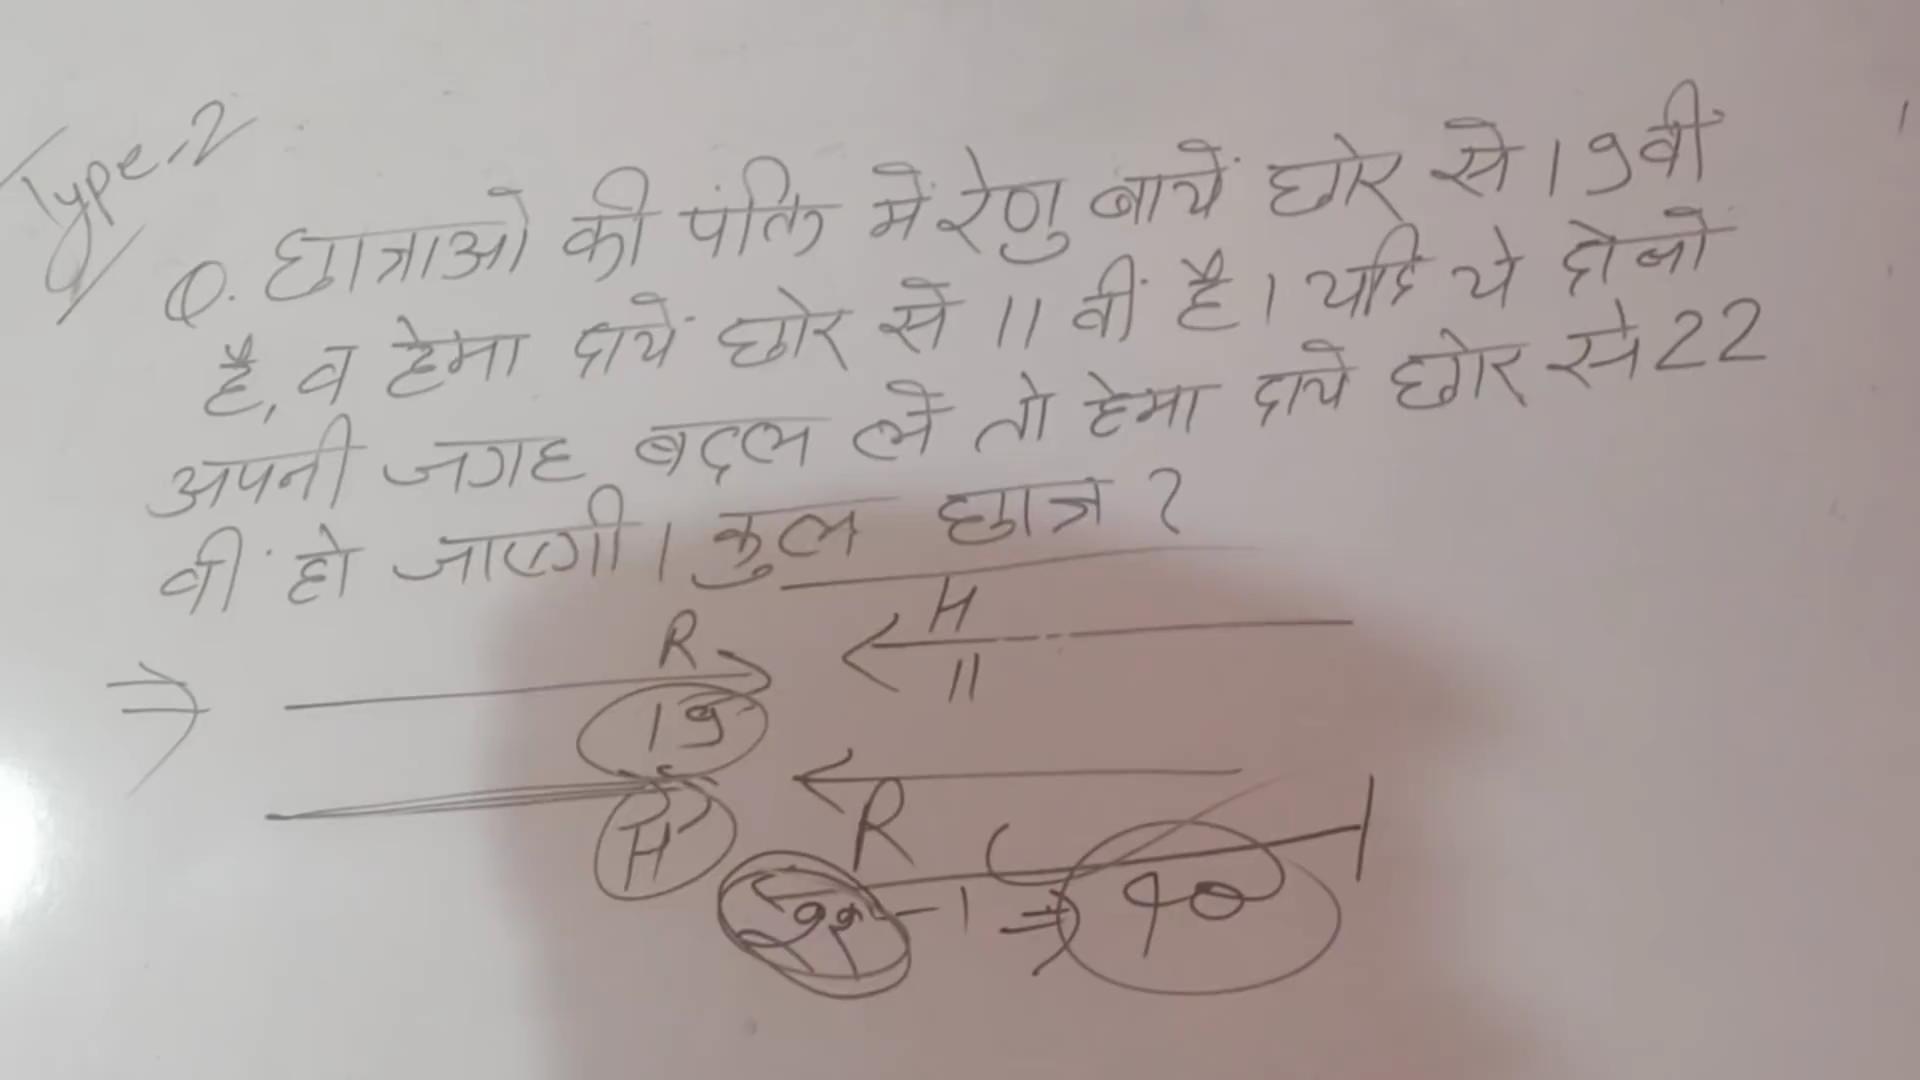 Type-2
Q. छात्राओ की पंक्ति में रेणु बायें छोर से 19वीं
है, व हेमा दायें छोर से 11 वीं है। यदि ये दोनो
अपनी जगह बदल लें तो हेमा दाये छोर से 22
वीं हो जाएगी। कुल छात्र ?
R H
⇒ 19 11
H R
-1 ⇒ 40